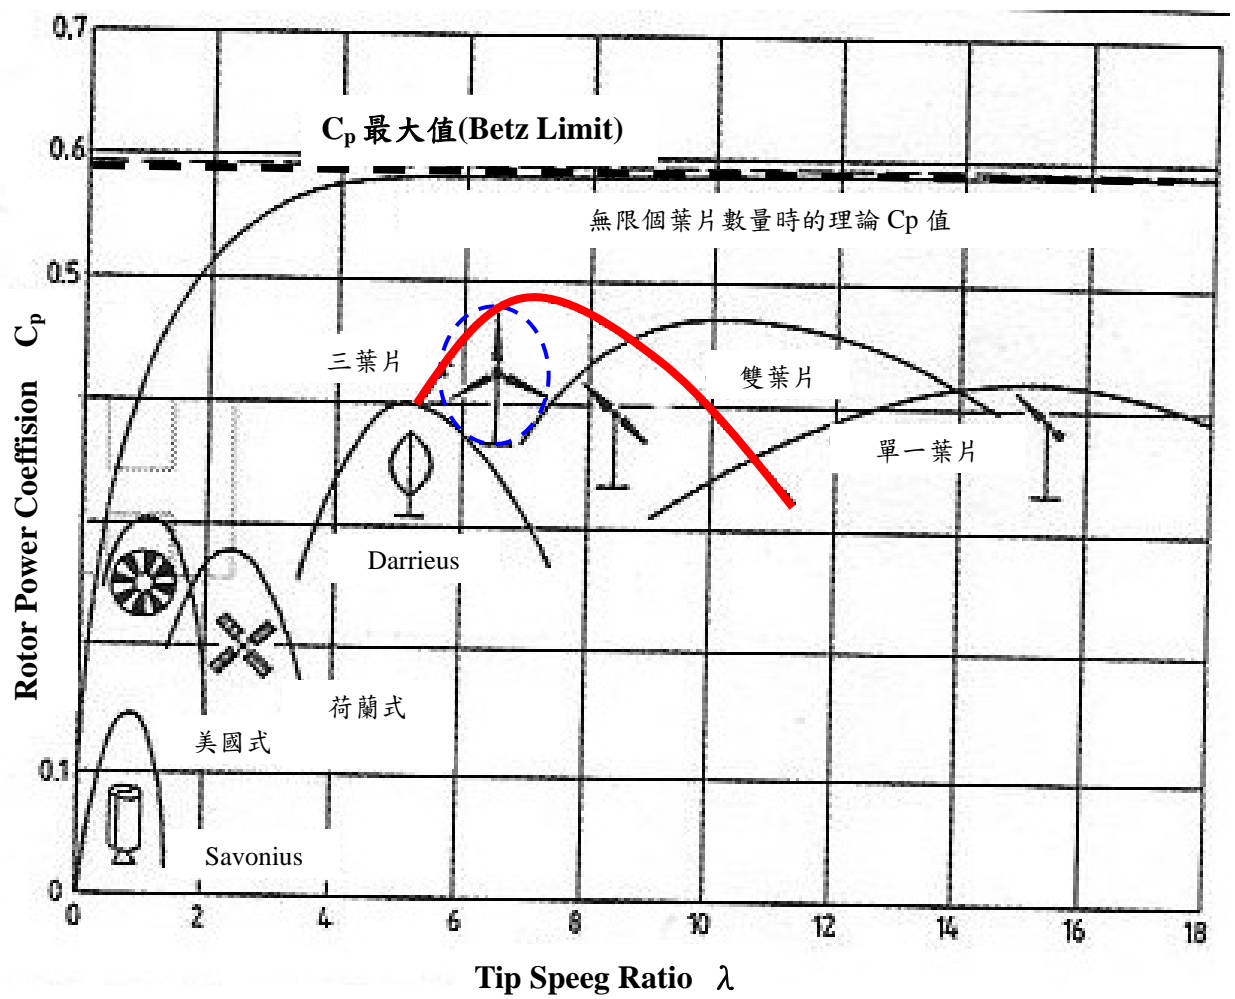 0.7
C_p 最大值(Betz Limit)
0.6
無限個葉片數量時的理論 Cp 值
0.5
三葉片
雙葉片
單一葉片
Darrieus
荷蘭式
美國式
0.1
Savonius
0
0 2 4 6 8 10 12 14 16 18
Rotor Power Coeffision C_p
Tip Speeg Ratio λ